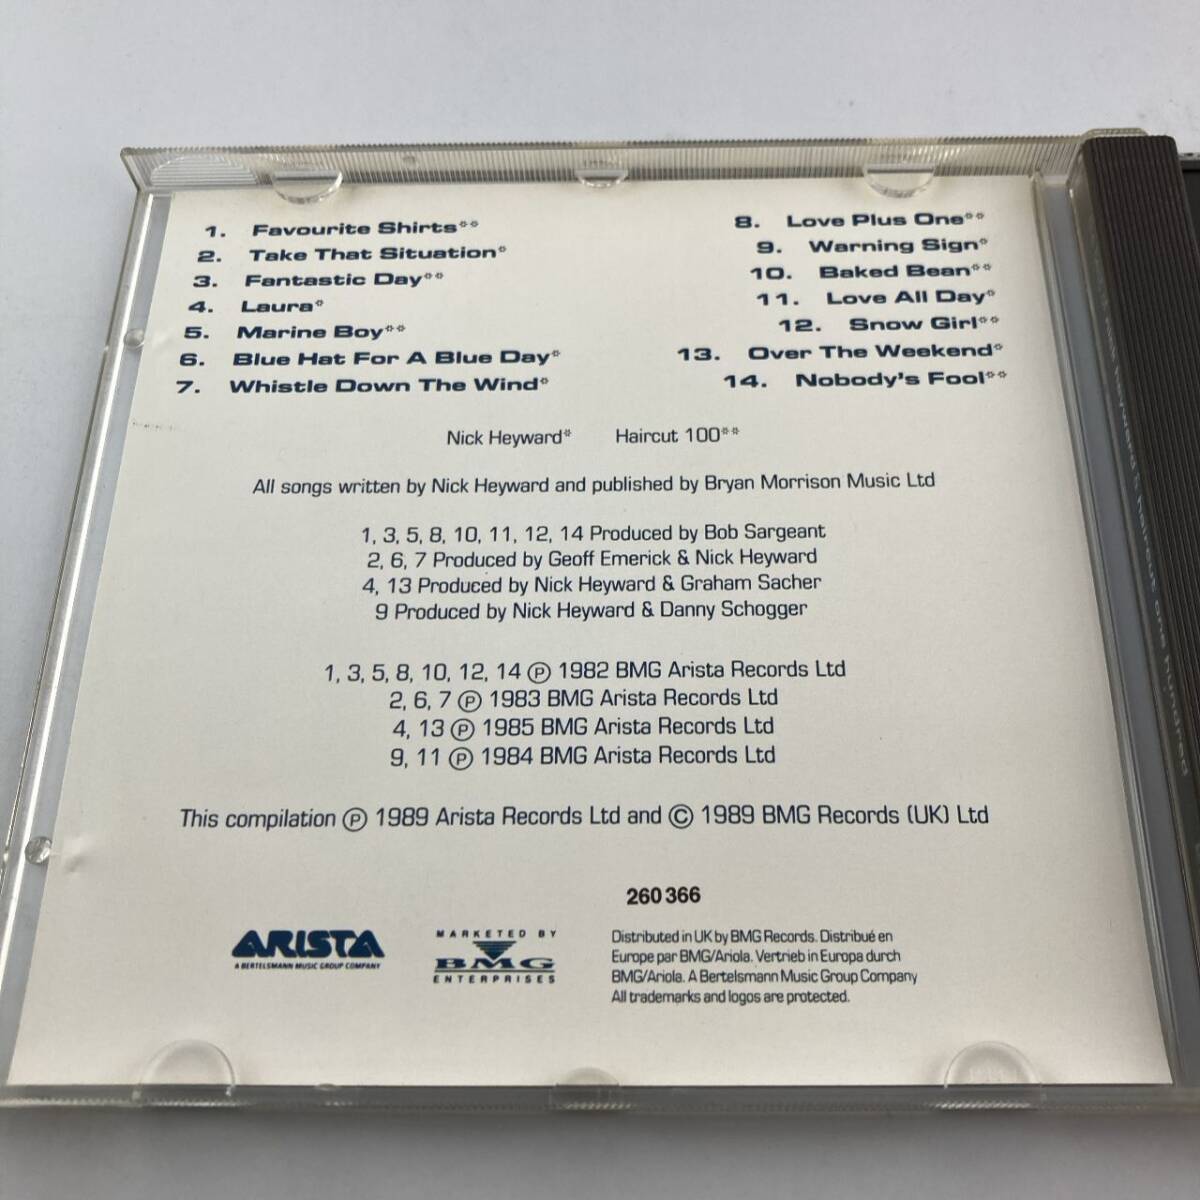 1. Favourite Shirts**
2. Take That Situation*
3. Fantastic Day**
4. Laura*
5. Marine Boy**
6. Blue Hat For A Blue Day*
7. Whistle Down The Wind*
8. Love Plus One**
9. Warning Sign*
10. Baked Bean**
11. Love All Day*
12. Snow Girl**
13. Over The Weekend*
14. Nobody's Fool**
Nick Heyward* Haircut 100**
All songs written by Nick Heyward and published by Bryan Morrison Music Ltd
1, 3, 5, 8, 10, 11, 12, 14 Produced by Bob Sargeant
2, 6, 7 Produced by Geoff Emerick & Nick Heyward
4, 13 Produced by Nick Heyward & Graham Sacher
9 Produced by Nick Heyward & Danny Schogger
1, 3, 5, 8, 10, 12, 14 Ⓟ 1982 BMG Arista Records Ltd
2, 6, 7 Ⓟ 1983 BMG Arista Records Ltd
4, 13 Ⓟ 1985 BMG Arista Records Ltd
9, 11 Ⓟ 1984 BMG Arista Records Ltd
This compilation Ⓟ 1989 Arista Records Ltd and © 1989 BMG Records (UK) Ltd
260 366
ARISTA
A BERTELSMANN MUSIC GROUP COMPANY
MARKETED BY
BMG
ENTERPRISES
Distributed in UK by BMG Records. Distribué en
Europe par BMG/Ariola. Vertrieb in Europa durch
BMG/Ariola. A Bertelsmann Music Group Company
All trademarks and logos are protected.
heyward & haircut one hundred